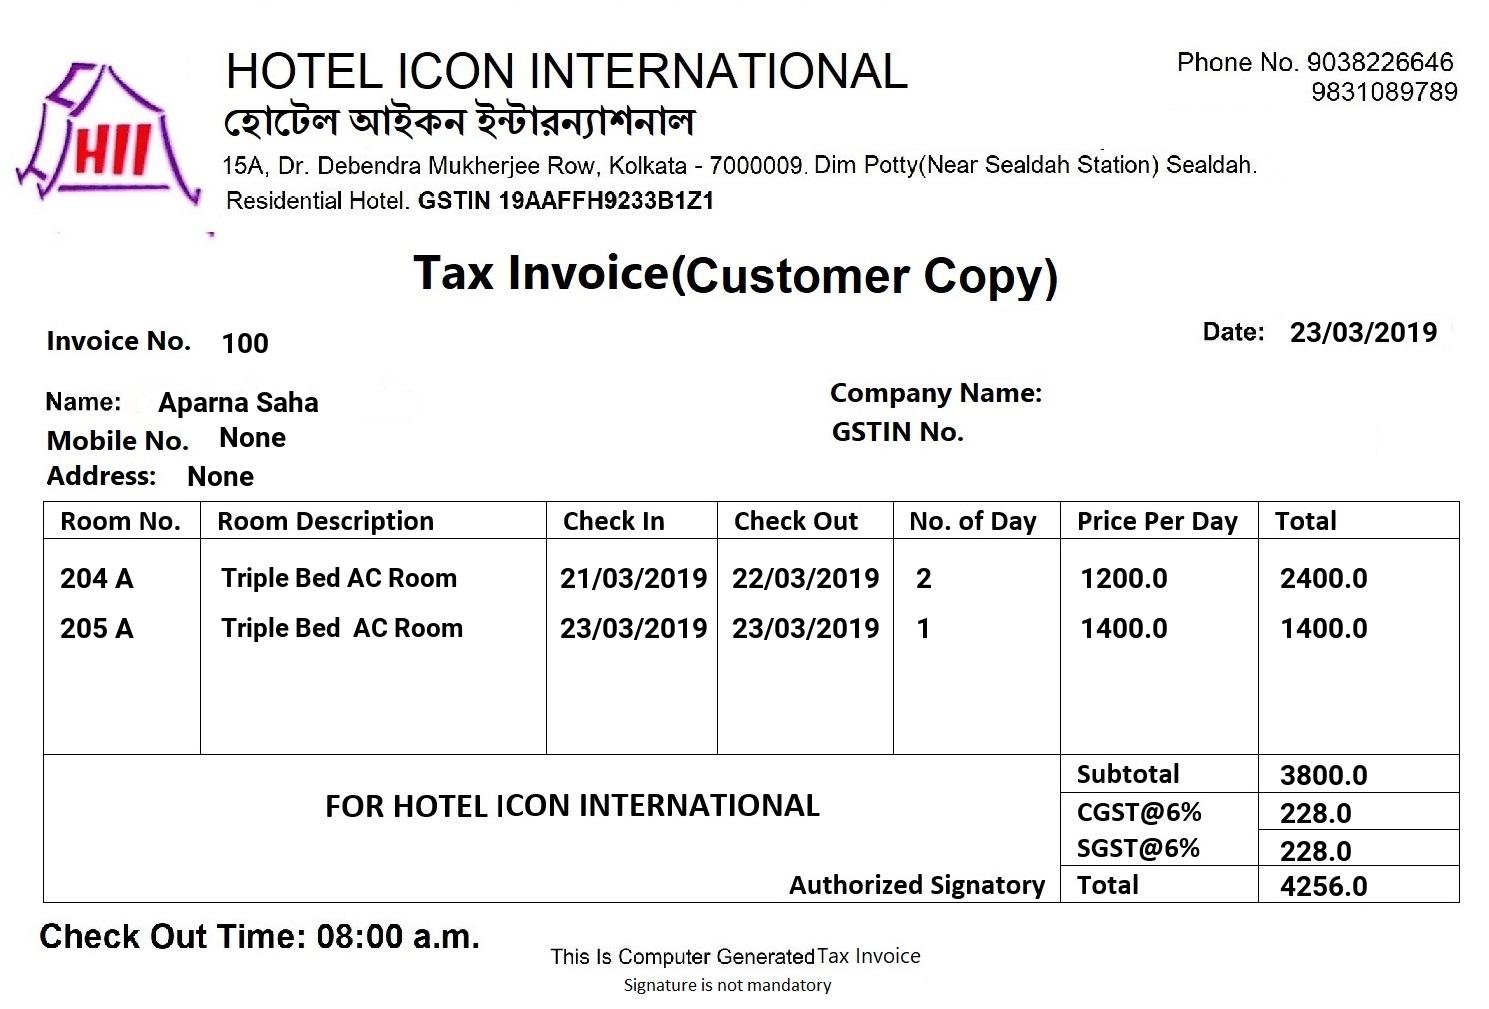 HII
HOTEL ICON INTERNATIONAL
Phone No. 9038226646
9831089789
হোটেল আইকন ইন্টারন্যাশনাল
15A, Dr. Debendra Mukherjee Row, Kolkata - 7000009. Dim Potty(Near Sealdah Station) Sealdah.
Residential Hotel. GSTIN 19AAFFH9233B1Z1
Tax Invoice(Customer Copy)
Invoice No. 100
Date: 23/03/2019
Name: Aparna Saha
Company Name:
Mobile No. None
GSTIN No.
Address: None
Room No. Room Description Check In Check Out No. of Day Price Per Day Total
204 A Triple Bed AC Room 21/03/2019 22/03/2019 2 1200.0 2400.0
205 A Triple Bed AC Room 23/03/2019 23/03/2019 1 1400.0 1400.0
Subtotal 3800.0
FOR HOTEL ICON INTERNATIONAL
CGST@6% 228.0
SGST@6% 228.0
Authorized Signatory Total 4256.0
Check Out Time: 08:00 a.m.
This Is Computer Generated Tax Invoice
Signature is not mandatory